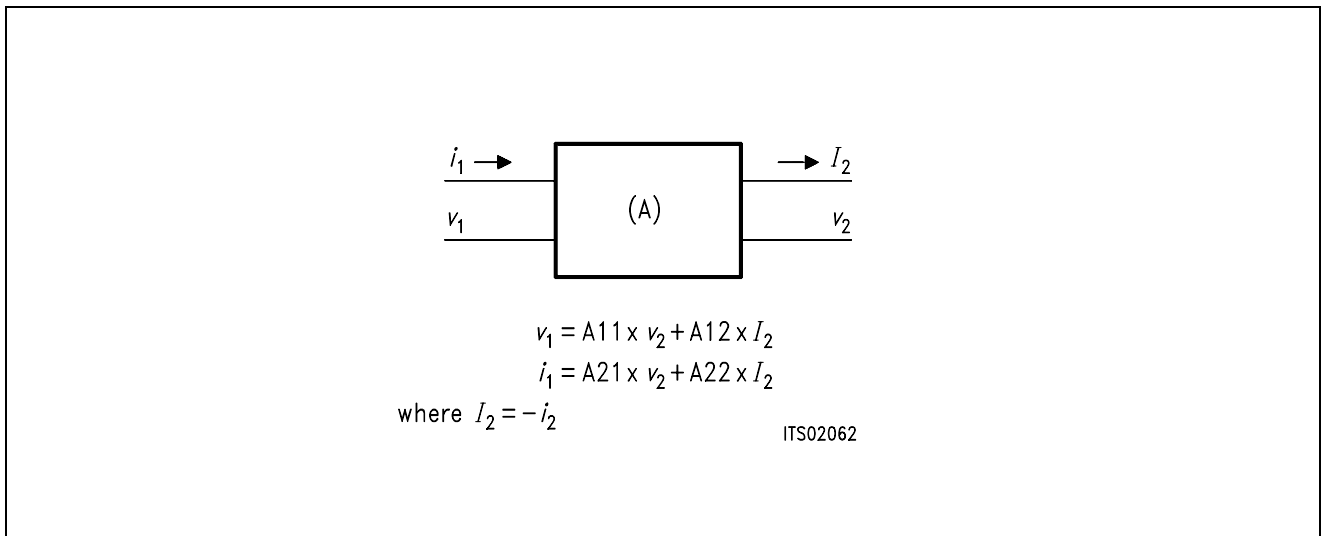 i₁ → → I₂
(A)
v₁ v₂
v₁ = A11 x v₂ + A12 x I₂
i₁ = A21 x v₂ + A22 x I₂
where I₂ = – i₂
ITS02062